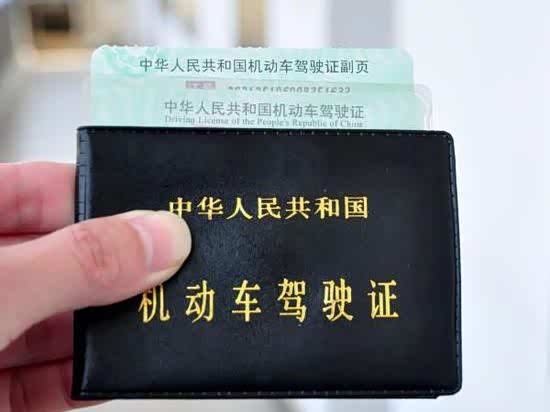 中华人民共和国机动车驾驶证副页
中华人民共和国机动车驾驶证
Driving License of the People's Republic of China
中华人民共和国
机动车驾驶证